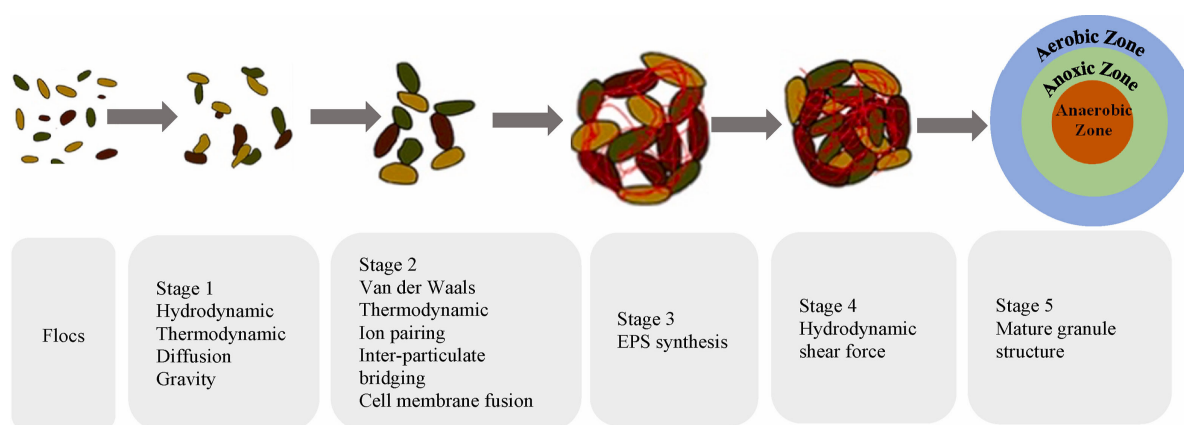 Aerobic Zone
Anoxic Zone
Anaerobic
Zone
Flocs
Stage 1
Hydrodynamic
Thermodynamic
Diffusion
Gravity
Stage 2
Van der Waals
Thermodynamic
Ion pairing
Inter-particulate
bridging
Cell membrane fusion
Stage 3
EPS synthesis
Stage 4
Hydrodynamic
shear force
Stage 5
Mature granule
structure